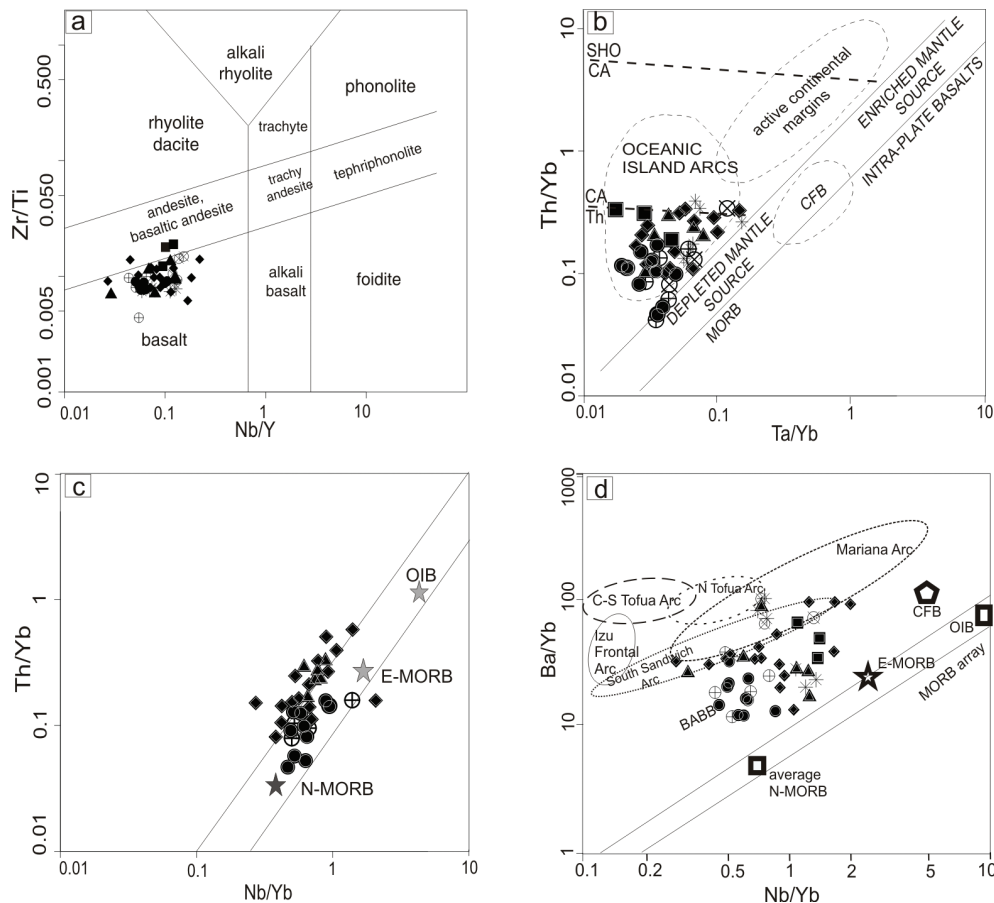 a
Zr/Ti
0.500
0.050
0.005
0.001
alkali
rhyolite
phonolite
rhyolite
dacite
trachyte
trachy
andesite
tephriphonolite
andesite,
basaltic andesite
alkali
basalt
foidite
basalt
0.01
0.1
1
10
Nb/Y
b
Th/Yb
10
1
0.1
0.01
SHO
CA
active continental
margins
ENRICHED MANTLE
SOURCE
INTRA-PLATE BASALTS
OCEANIC
ISLAND ARCS
CFB
CA
Th
DEPLETED MANTLE
SOURCE
MORB
0.01
0.1
1
10
Ta/Yb
c
Th/Yb
10
1
0.1
0.01
OIB
E-MORB
N-MORB
0.1
1
10
Nb/Yb
d
Ba/Yb
1000
100
10
1
Mariana Arc
N Tofua Arc
C-S Tofua Arc
CFB
OIB
Izu
Frontal
Arc
South Sandwich
Arc
E-MORB
MORB array
BABB
average
N-MORB
0.1
0.2
0.5
1
2
5
10
Nb/Yb